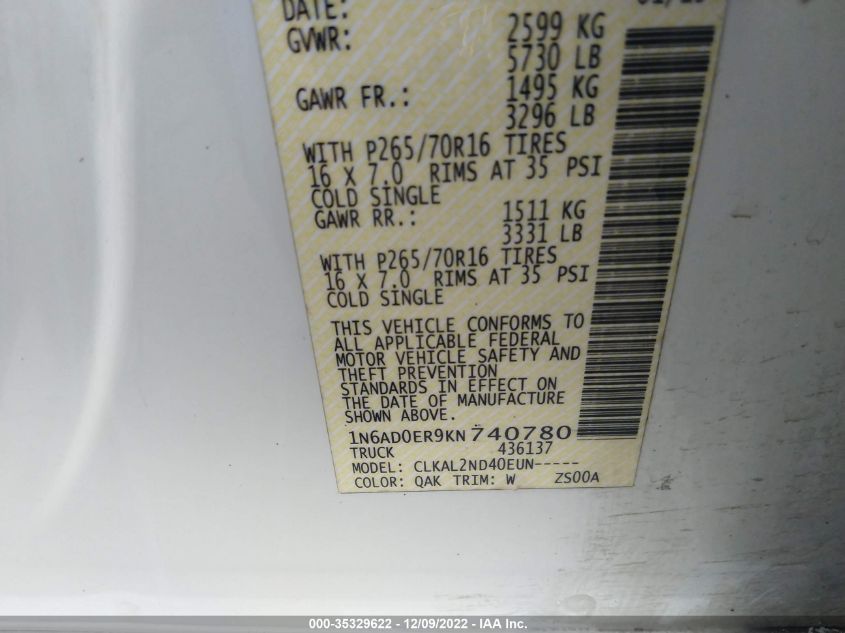 DATE:
GVWR: 2599 KG
5730 LB
GAWR FR.: 1495 KG
3296 LB
WITH P265/70R16 TIRES
16 X 7.0 RIMS AT 35 PSI
COLD SINGLE
GAWR RR.: 1511 KG
3331 LB
WITH P265/70R16 TIRES
16 X 7.0 RIMS AT 35 PSI
COLD SINGLE
THIS VEHICLE CONFORMS TO
ALL APPLICABLE FEDERAL
MOTOR VEHICLE SAFETY AND
THEFT PREVENTION
STANDARDS IN EFFECT ON
THE DATE OF MANUFACTURE
SHOWN ABOVE.
1N6AD0ER9KN740780
TRUCK 436137
MODEL: CLKAL2ND40EUN-----
COLOR: QAK TRIM: W ZS00A
000-35329622 - 12/09/2022 - IAA Inc.